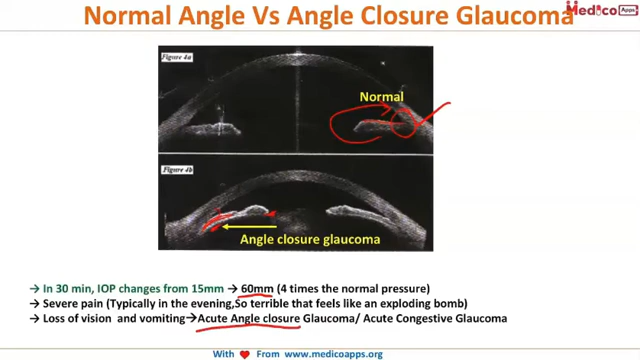 Normal Angle Vs Angle Closure Glaucoma
MedicoApps
Figure 4a
Normal
Figure 4b
Angle closure glaucoma
→ In 30 min, IOP changes from 15mm → 60mm (4 times the normal pressure)
→ Severe pain (Typically in the evening,So terrible that feels like an exploding bomb)
→ Loss of vision and vomiting→Acute Angle closure Glaucoma/ Acute Congestive Glaucoma
With ♥ From www.medicoapps.org